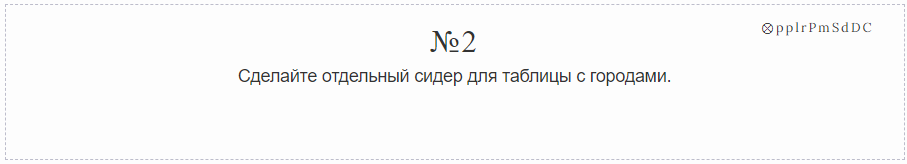 ⊗pplrPmSdDC
№2
Сделайте отдельный сидер для таблицы с городами.